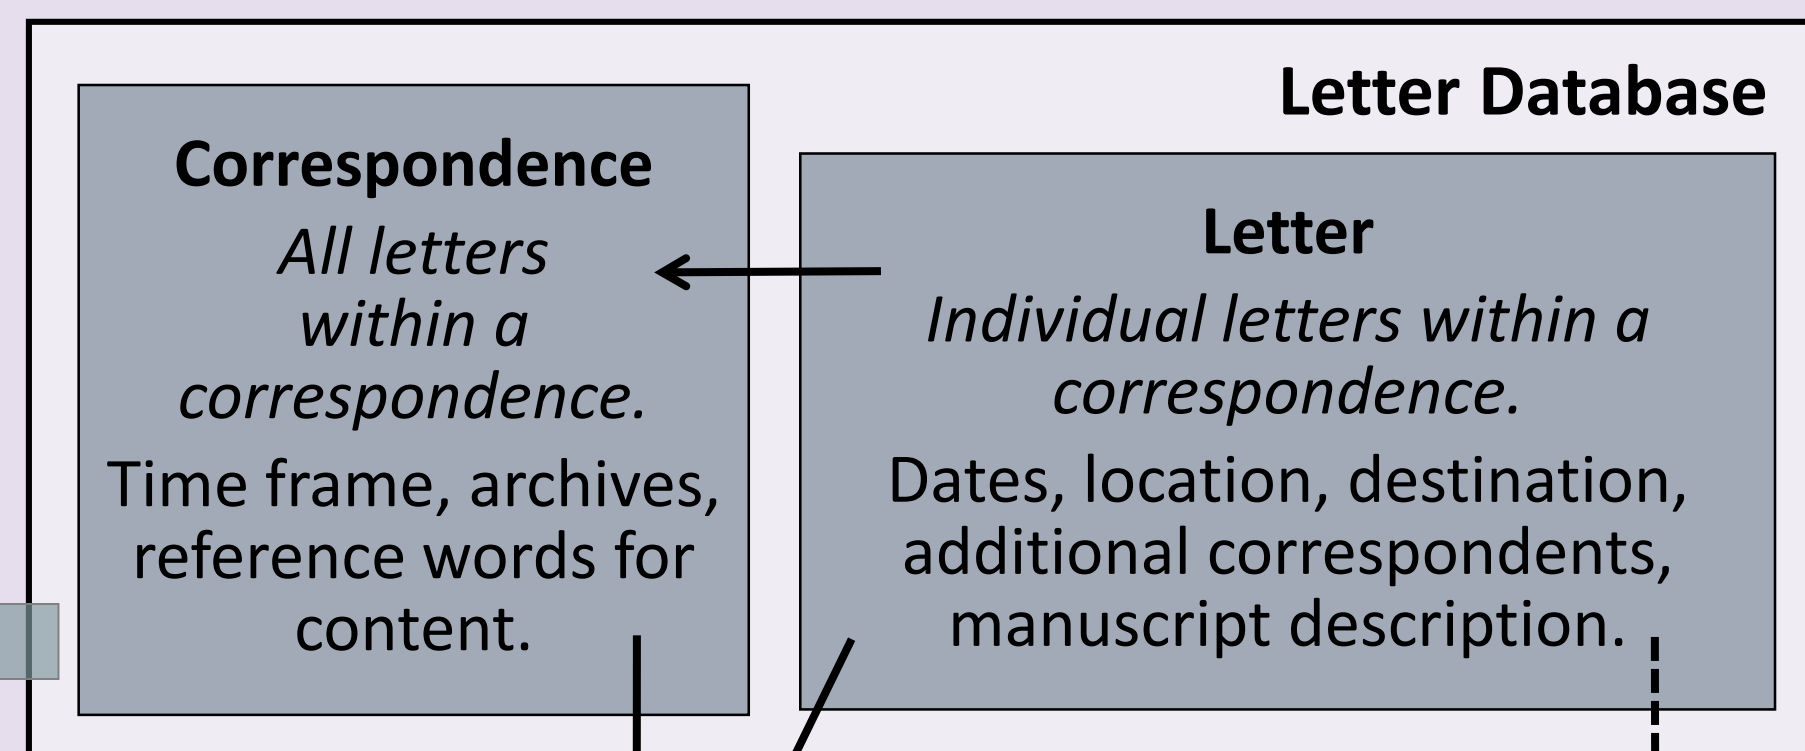 Letter Database
Correspondence
All letters
within a
correspondence.
Time frame, archives,
reference words for
content.
Letter
Individual letters within a
correspondence.
Dates, location, destination,
additional correspondents,
manuscript description.